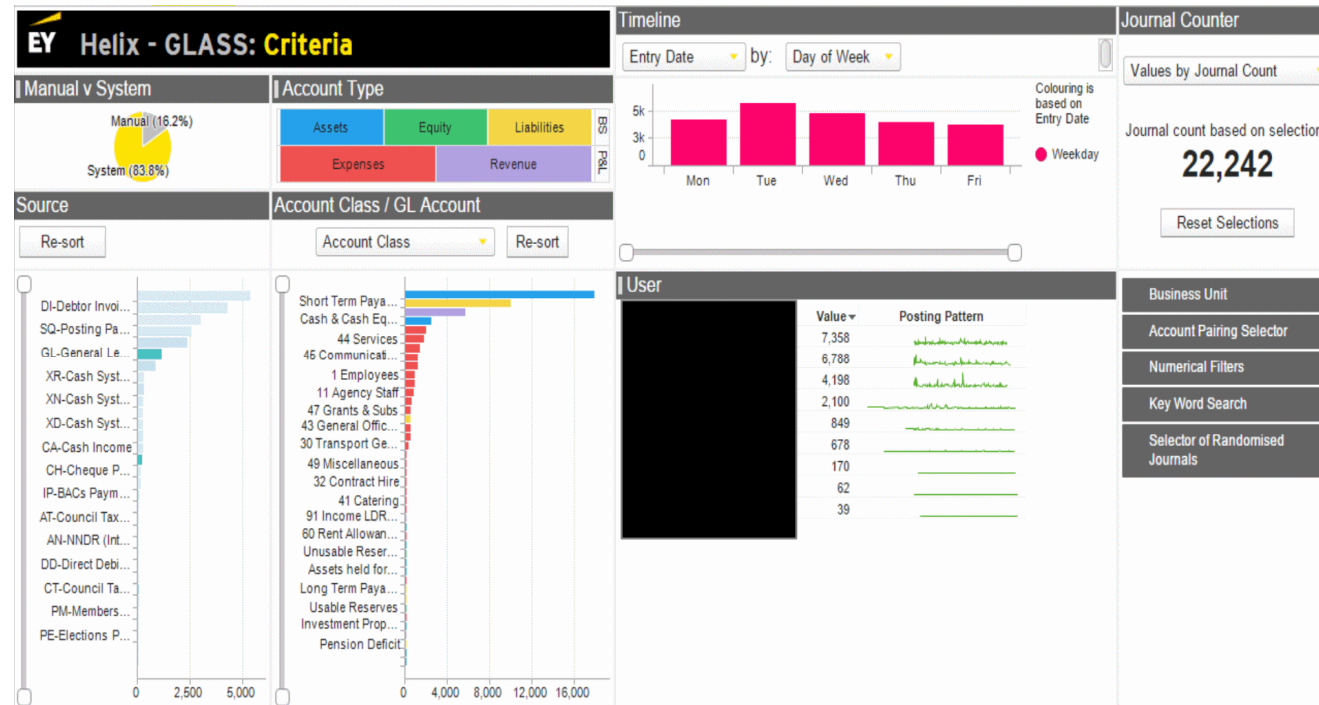 EY Helix - GLASS: Criteria
Manual v System
Manual (16.2%)
System (83.8%)
Account Type
Assets Equity Liabilities BS
Expenses Revenue P&L
Source
Re-sort
DI-Debtor Invoi...
SQ-Posting Pa...
GL-General Le...
XR-Cash Syst...
XN-Cash Syst...
XD-Cash Syst...
CA-Cash Income
CH-Cheque P...
IP-BACs Paym...
AT-Council Tax...
AN-NNDR (Int...
DD-Direct Debi...
CT-Council Ta...
PM-Members...
PE-Elections P...
0 2,500 5,000
Account Class / GL Account
Account Class Re-sort
Short Term Paya...
Cash & Cash Eq...
44 Services
45 Communicati...
1 Employees
11 Agency Staff
47 Grants & Subs
43 General Offic...
30 Transport Ge...
49 Miscellaneous
32 Contract Hire
41 Catering
91 Income LDR...
60 Rent Allowan...
Unusable Reser...
Assets held for...
Long Term Paya...
Usable Reserves
Investment Prop...
Pension Deficit
0 4,000 8,000 12,000 16,000
Timeline
Entry Date by: Day of Week
5k
3k
0
Mon Tue Wed Thu Fri
Colouring is
based on
Entry Date
Weekday
User
Value Posting Pattern
7,358
6,788
4,198
2,100
849
678
170
62
39
Journal Counter
Values by Journal Count
Journal count based on selection
22,242
Reset Selections
Business Unit
Account Pairing Selector
Numerical Filters
Key Word Search
Selector of Randomised
Journals